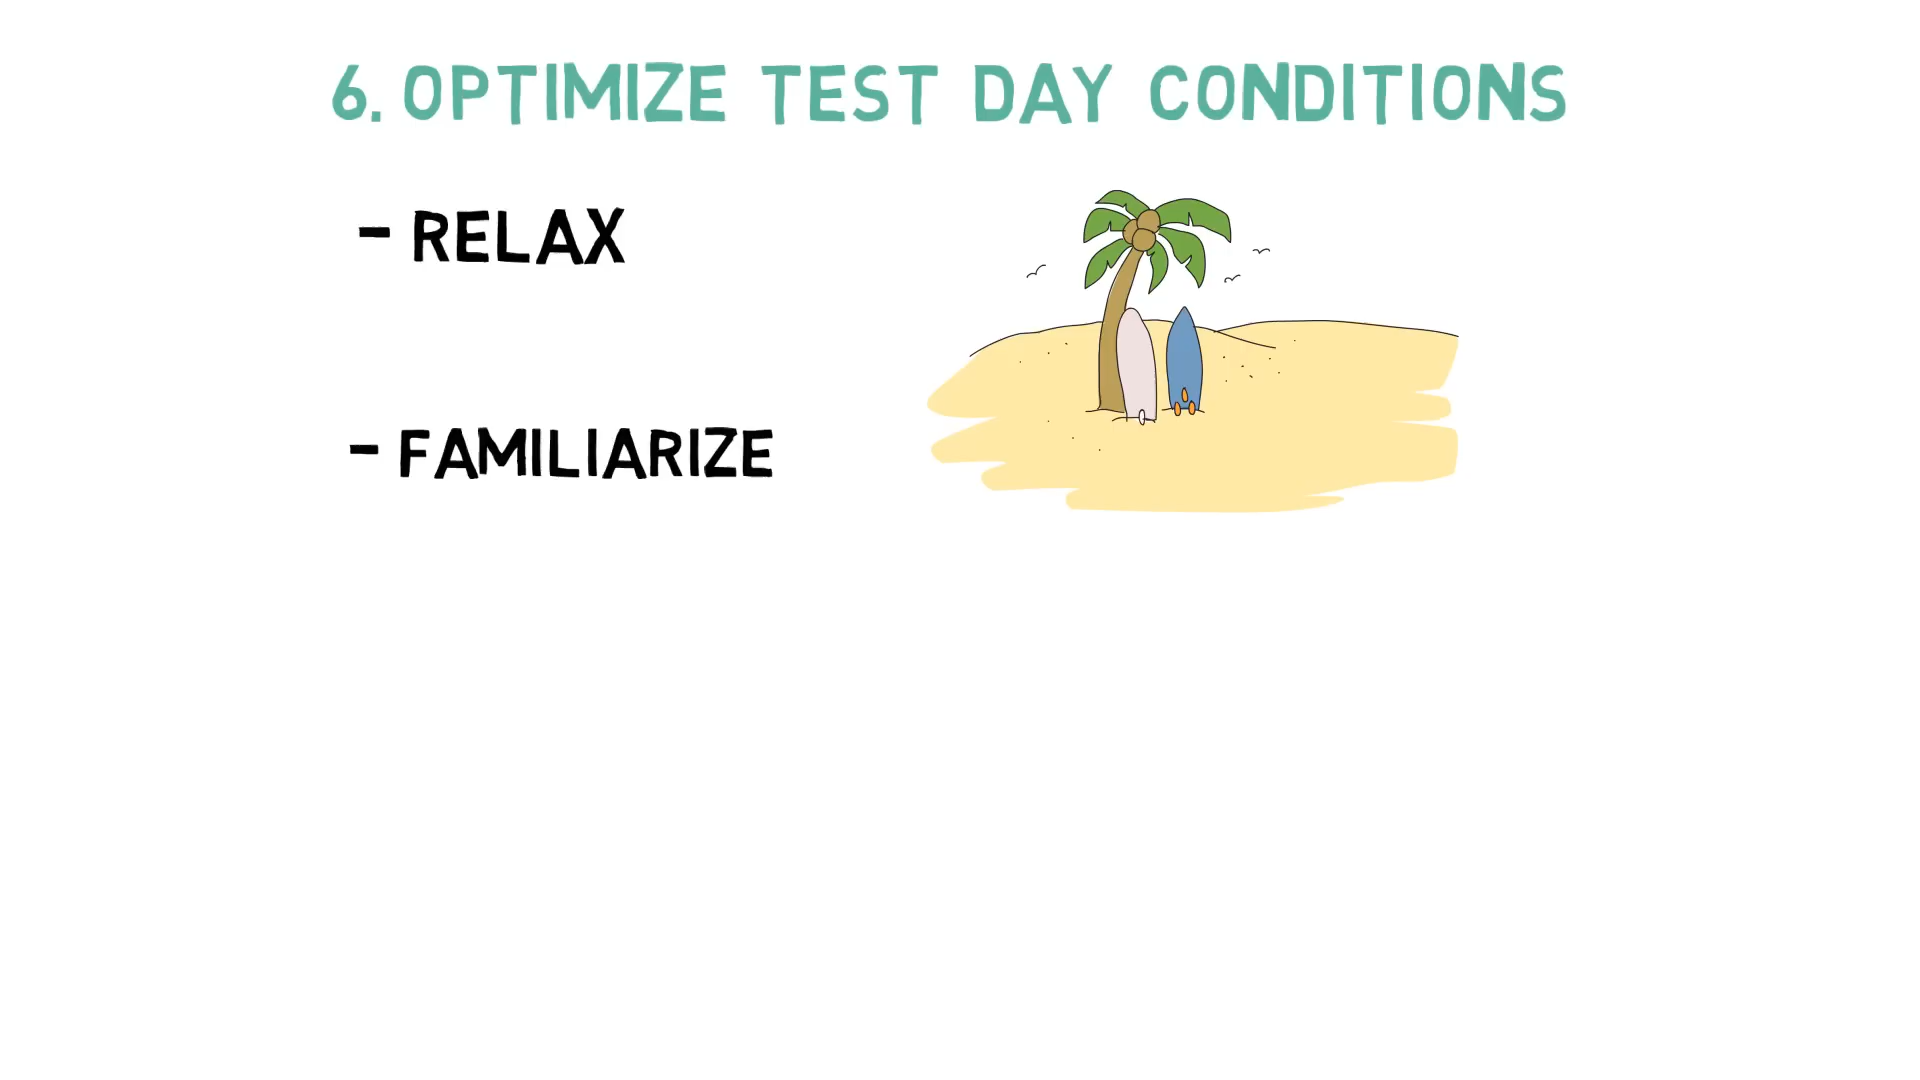 6. OPTIMIZE TEST DAY CONDITIONS
- RELAX
- FAMILIARIZE